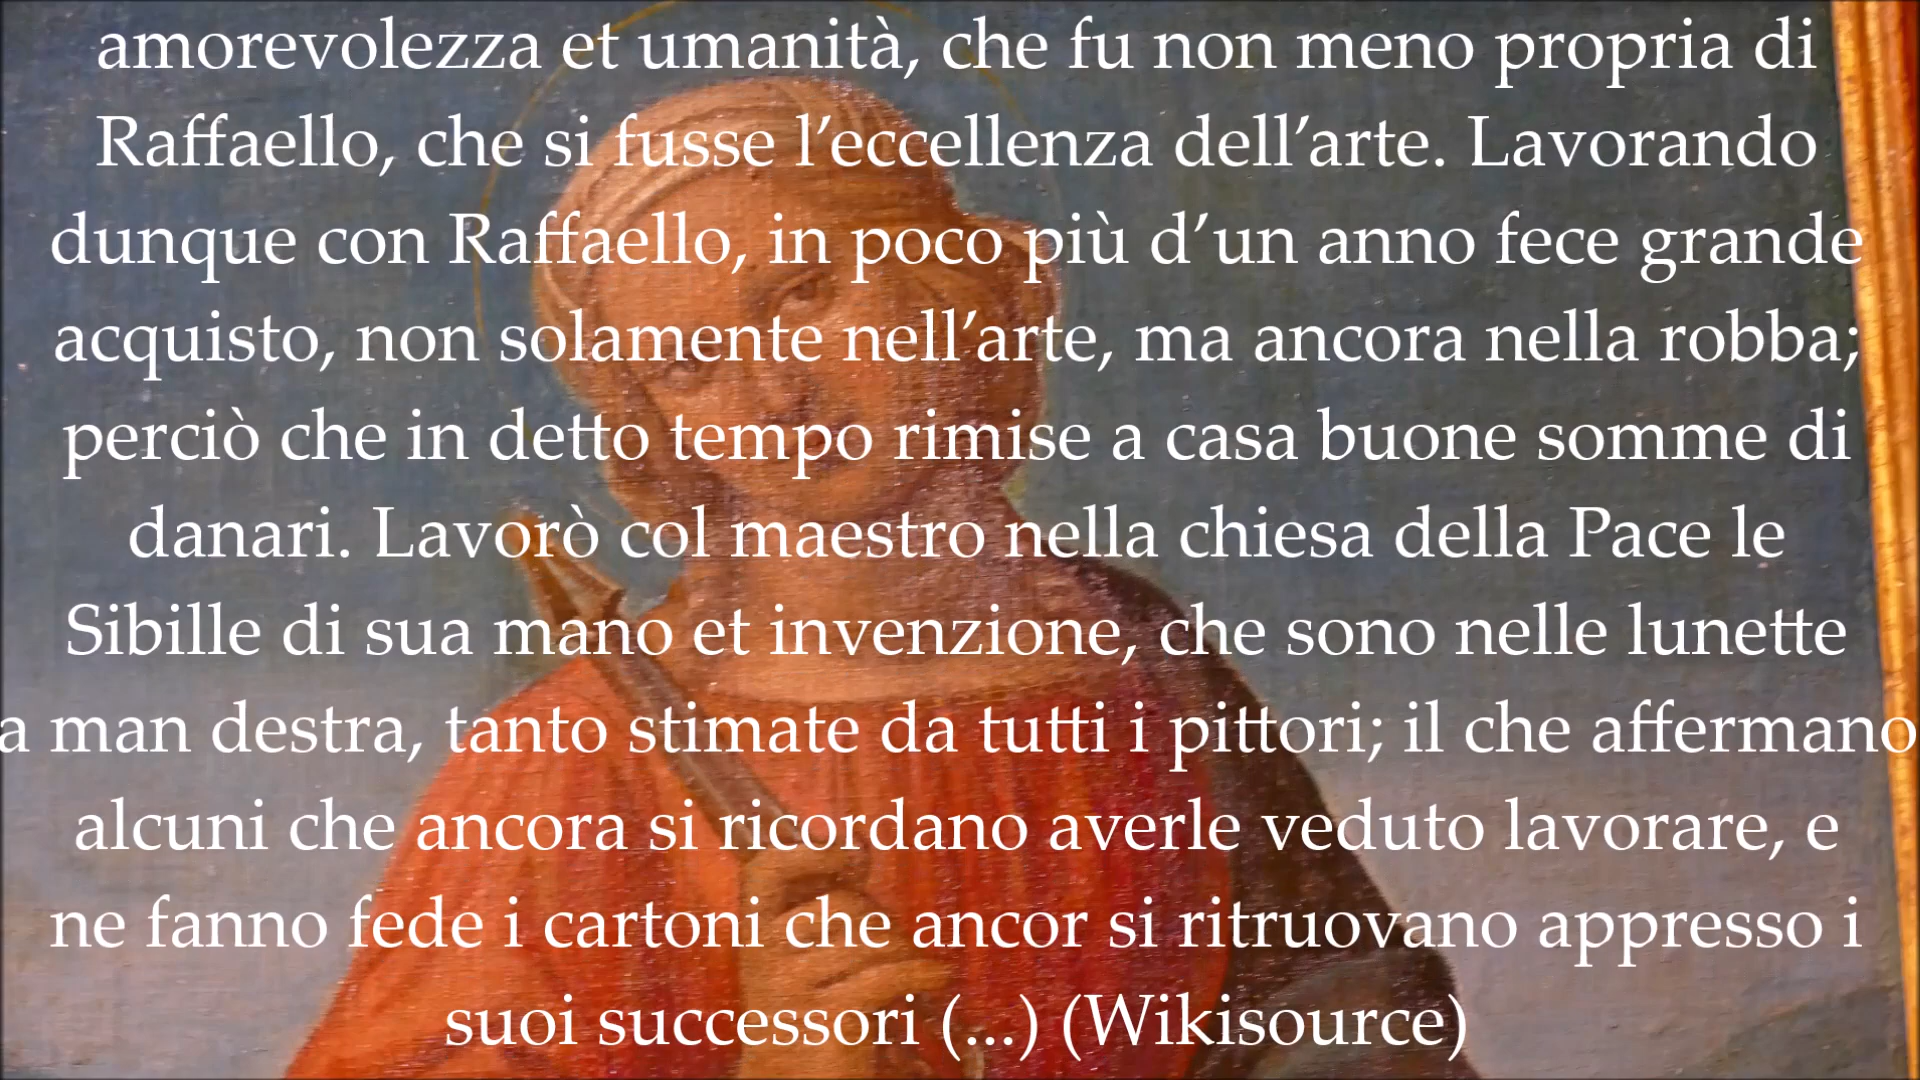 amorevolezza et umanità, che fu non meno propria di
Raffaello, che si fusse l’eccellenza dell’arte. Lavorando
dunque con Raffaello, in poco più d’un anno fece grande
acquisto, non solamente nell’arte, ma ancora nella robba;
perciò che in detto tempo rimise a casa buone somme di
danari. Lavorò col maestro nella chiesa della Pace le
Sibille di sua mano et invenzione, che sono nelle lunette
a man destra, tanto stimate da tutti i pittori; il che affermano
alcuni che ancora si ricordano averle veduto lavorare, e
ne fanno fede i cartoni che ancor si ritruovano appresso i
suoi successori (...) (Wikisource)